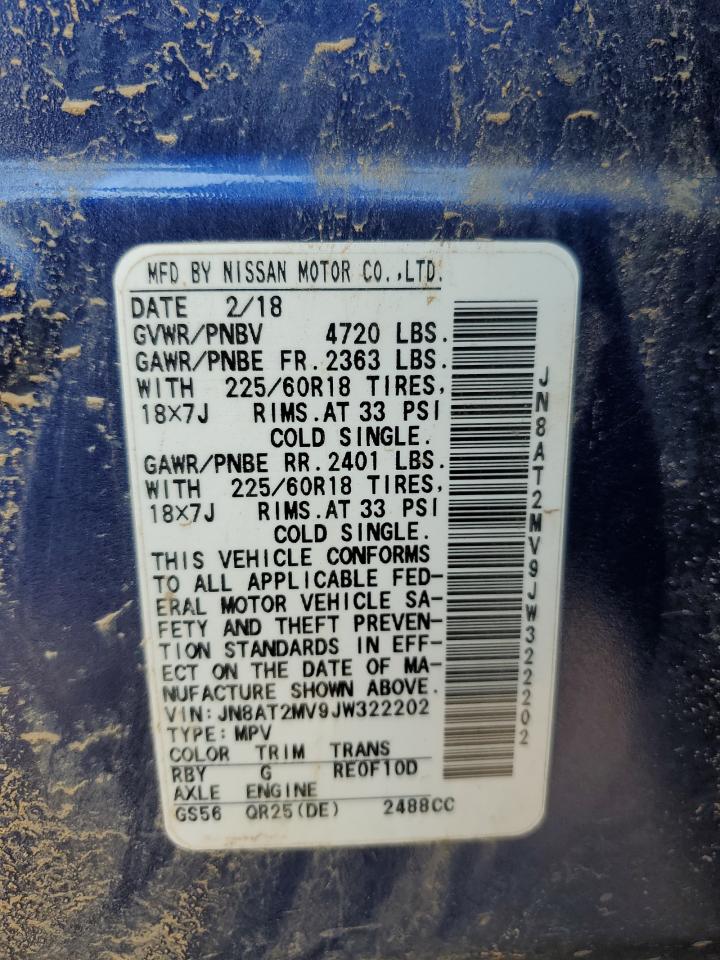 MFD BY NISSAN MOTOR CO.,LTD.
DATE 2/18
GVWR/PNBV 4720 LBS.
GAWR/PNBE FR.2363 LBS.
WITH 225/60R18 TIRES,
18X7J RIMS.AT 33 PSI
COLD SINGLE.
GAWR/PNBE RR.2401 LBS.
WITH 225/60R18 TIRES,
18X7J RIMS.AT 33 PSI
COLD SINGLE.
THIS VEHICLE CONFORMS
TO ALL APPLICABLE FED-
ERAL MOTOR VEHICLE SA-
FETY AND THEFT PREVEN-
TION STANDARDS IN EFF-
ECT ON THE DATE OF MA-
NUFACTURE SHOWN ABOVE.
VIN:JN8AT2MV9JW322202
TYPE:MPV
COLOR TRIM TRANS
RBY G RE0F10D
AXLE ENGINE
GS56 QR25(DE) 2488CC
JN8AT2MV9JW322202